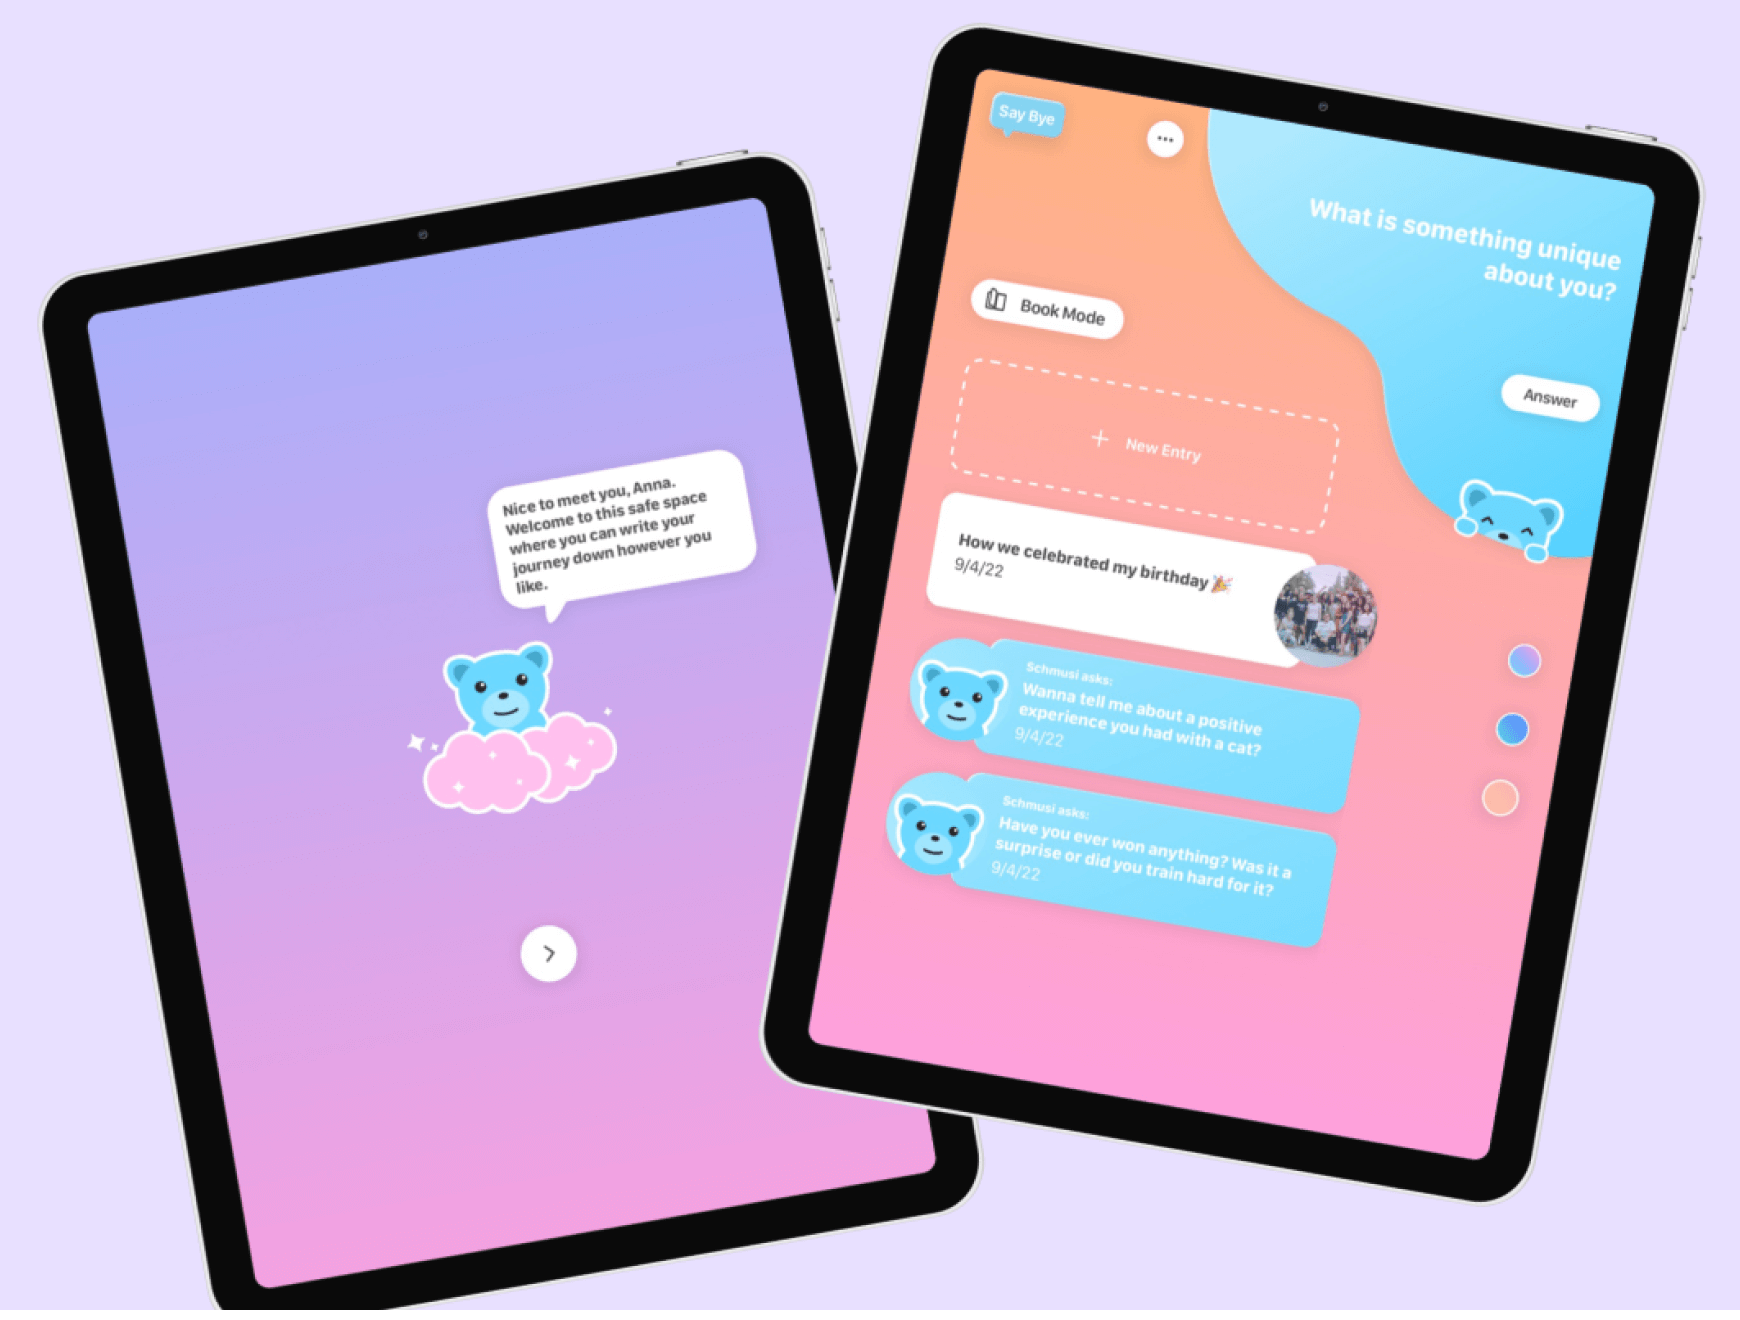 Nice to meet you, Anna.
Welcome to this safe space
where you can write your
journey down however you
like.
Say Bye
What is something unique
about you?
Book Mode
Answer
+ New Entry
How we celebrated my birthday 🎉
9/4/22
Schmusi asks:
Wanna tell me about a positive
experience you had with a cat?
9/4/22
Schmusi asks:
Have you ever won anything? Was it a
surprise or did you train hard for it?
9/4/22